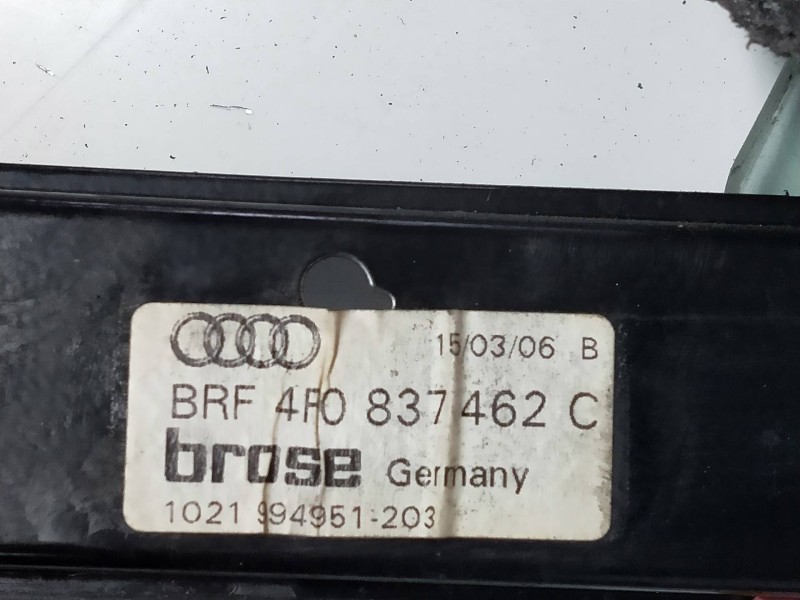 15/03/06 B
BRF 4F0 837 462 C
brose Germany
1021 994951-203